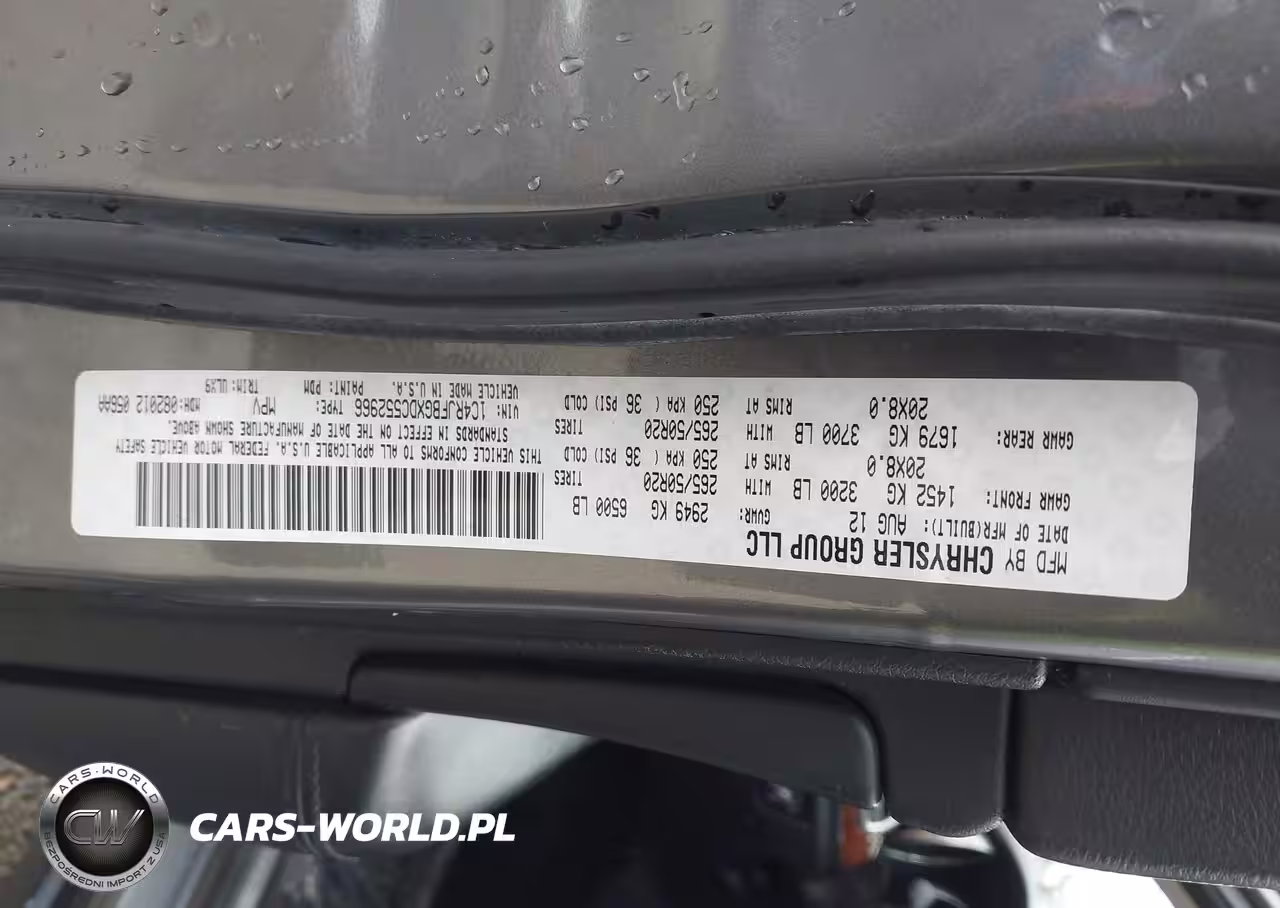 MFD BY CHRYSLER GROUP LLC
DATE OF MFR(BUILT): AUG 12 GVWR: 2949 KG 6500 LB
GAWR FRONT: 1452 KG WITH 3200 LB TIRES 265/50R20
RIMS AT 20X8.0 COLD 250 KPA ( 36 PSI)
GAWR REAR: 1679 KG WITH 3700 LB TIRES 265/50R20
RIMS AT 20X8.0 COLD 250 KPA ( 36 PSI)
THIS VEHICLE CONFORMS TO ALL APPLICABLE U.S.A. FEDERAL MOTOR VEHICLE SAFETY
STANDARDS IN EFFECT ON THE DATE OF MANUFACTURE SHOWN ABOVE.
VIN: 1C4RJFBGXDC552966 TYPE: MPV MDH: 082012 058AA
VEHICLE MADE IN U.S.A. PAINT: PDM TRIM: ULX9
CARS-WORLD
CW
BEZPOŚREDNI IMPORT Z USA
CARS-WORLD.PL